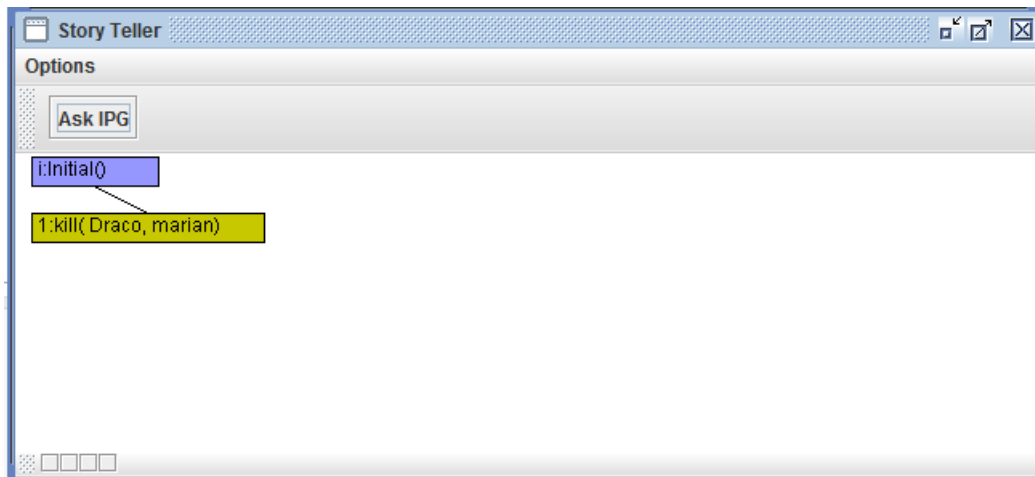 Story Teller
Options
Ask IPG
i:Initial()
1:kill( Draco, marian)